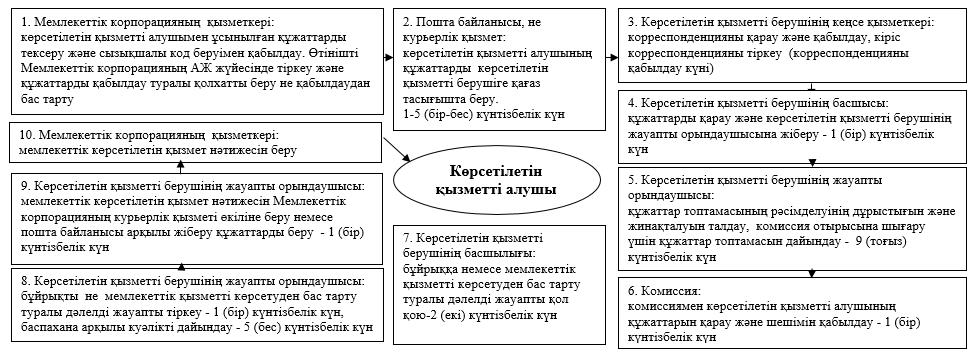 1. Мемлекеттік корпорацияның қызметкері:
көрсетілетін қызметті алушымен ұсынылған құжаттарды
тексеру және сызықшалы код беруімен қабылдау. Өтінішті
Мемлекеттік корпорацияның АЖ жүйесінде тіркеу және
құжаттарды қабылдау туралы қолхатты беру не қабылдаудан
бас тарту
2. Пошта байланысы, не
курьерлік қызмет:
көрсетілетін қызметті алушының
құжаттарды көрсетілетін
қызметті берушіге қағаз
тасығышта беру.
1-5 (бір-бес) күнтізбелік күн
3. Көрсетілетін қызметті берушінің кеңсе қызметкері:
корреспонденцияны қарау және қабылдау, кіріс
корреспонденцияны тіркеу (корреспонденцияны
қабылдау күні)
4. Көрсетілетін қызметті берушінің басшысы:
құжаттарды қарау және көрсетілетін қызметті берушінің
жауапты орындаушысына жіберу - 1 (бір) күнтізбелік
күн
5. Көрсетілетін қызметті берушінің жауапты
орындаушысы:
құжаттар топтамасының рәсімделуінің дұрыстығын және
жинақталуын талдау, комиссия отырысына шығару
үшін құжаттар топтамасын дайындау - 9 (тоғыз)
күнтізбелік күн
6. Комиссия:
комиссиямен көрсетілетін қызметті алушының
құжаттарын қарау және шешімін қабылдау - 1 (бір)
күнтізбелік күн
7. Көрсетілетін қызметті
берушінің басшылығы:
бұйрыққа немесе мемлекеттік
қызметті көрсетуден бас тарту
туралы дәлелді жауапты қол
қою-2 (екі) күнтізбелік күн
8. Көрсетілетін қызметті берушінің жауапты орындаушысы:
бұйрықты не мемлекеттік қызметті көрсетуден бас тарту
туралы дәлелді жауапты тіркеу - 1 (бір) күнтізбелік күн,
баспахана арқылы куәлікті дайындау - 5 (бес) күнтізбелік күн
9. Көрсетілетін қызметті берушінің жауапты орындаушысы:
мемлекеттік көрсетілетін қызмет нәтижесін Мемлекеттік
корпорацияның курьерлік қызметі өкіліне беру немесе
пошта байланысы арқылы жіберу құжаттарды беру - 1 (бір)
күнтізбелік күн
10. Мемлекеттік корпорацияның қызметкері:
мемлекеттік көрсетілетін қызмет нәтижесін беру
Көрсетілетін
қызметті алушы